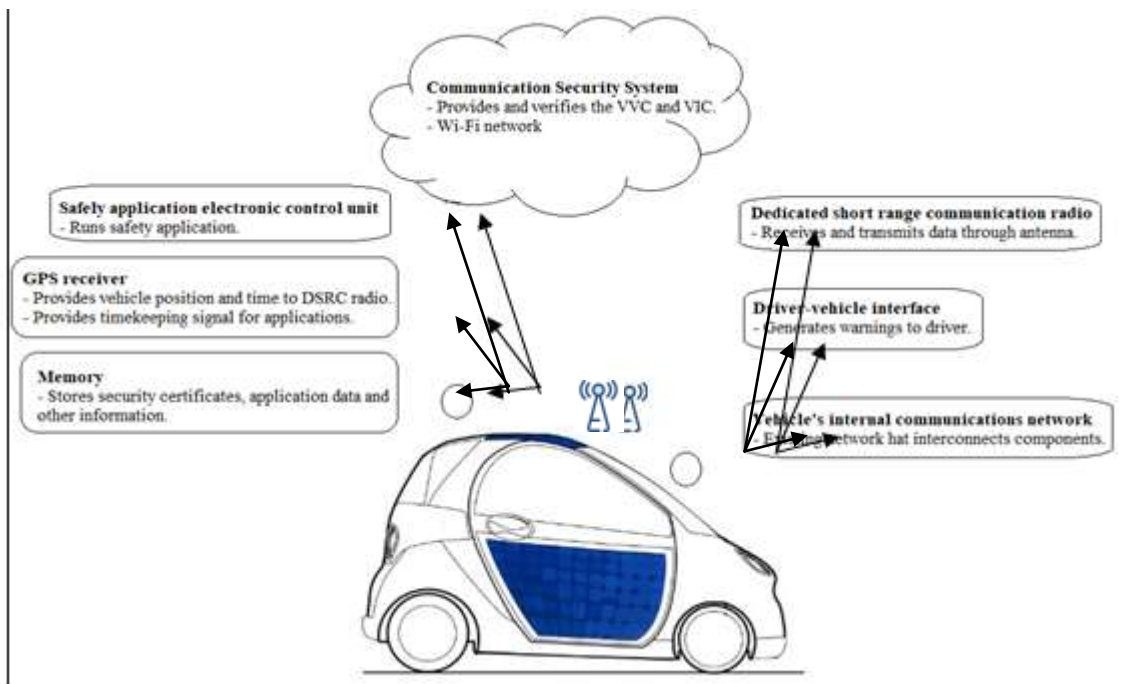 Communication Security System
- Provides and verifies the VVC and VIC.
- Wi-Fi network
Safely application electronic control unit
- Runs safety application.
GPS receiver
- Provides vehicle position and time to DSRC radio.
- Provides timekeeping signal for applications.
Memory
- Stores security certificates, application data and
other information.
Dedicated short range communication radio
- Receives and transmits data through antenna.
Driver-vehicle interface
- Generates warnings to driver.
Vehicle's internal communications network
- Existing network hat interconnects components.